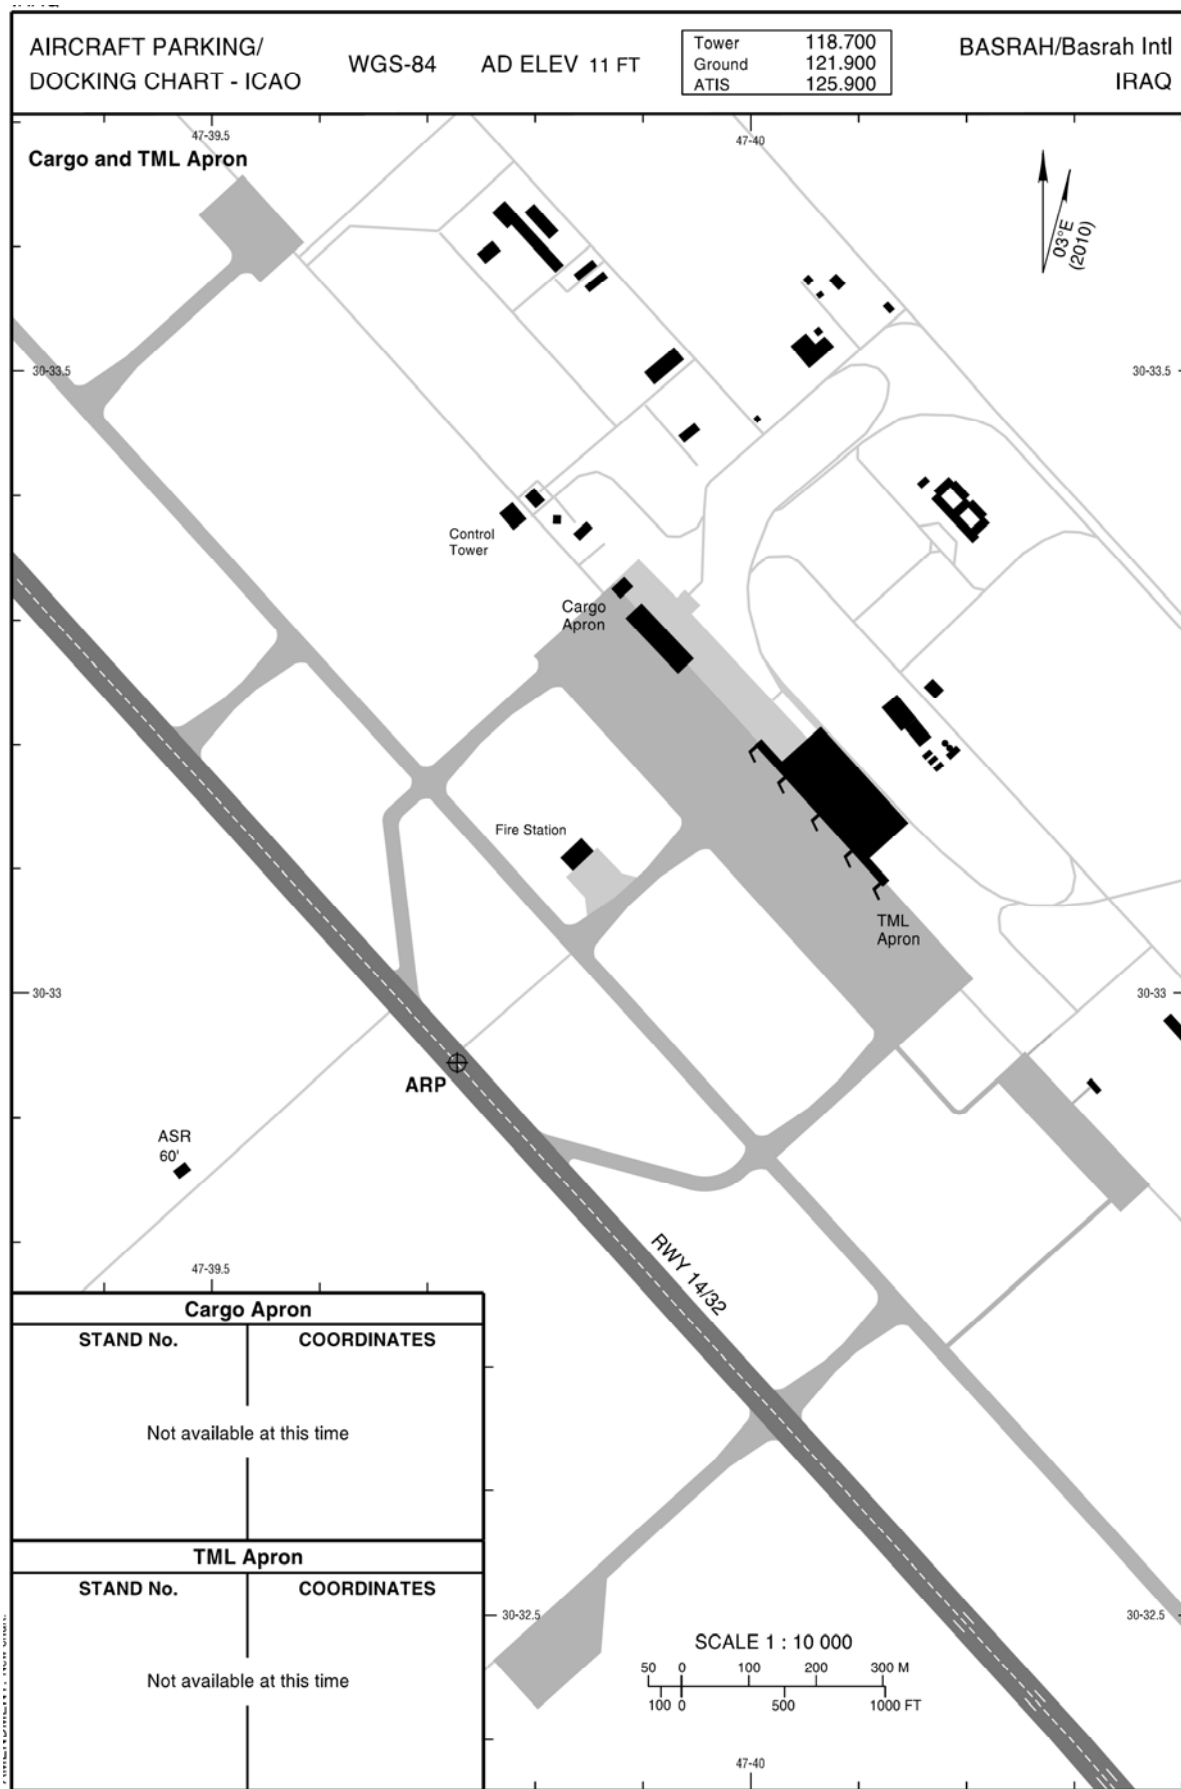 AIRCRAFT PARKING/
DOCKING CHART - ICAO
WGS-84
AD ELEV 11 FT
Tower 118.700
Ground 121.900
ATIS 125.900
BASRAH/Basrah Intl
IRAQ
47-39.5
47-40
Cargo and TML Apron
03°E
(2010)
30-33.5
30-33.5
Control
Tower
Cargo
Apron
Fire Station
TML
Apron
30-33
30-33
ARP
ASR
60'
RWY 14/32
47-39.5
Cargo Apron
STAND No. COORDINATES
Not available at this time
TML Apron
STAND No. COORDINATES
Not available at this time
30-32.5
30-32.5
SCALE 1 : 10 000
50 0 100 200 300 M
100 0 500 1000 FT
47-40